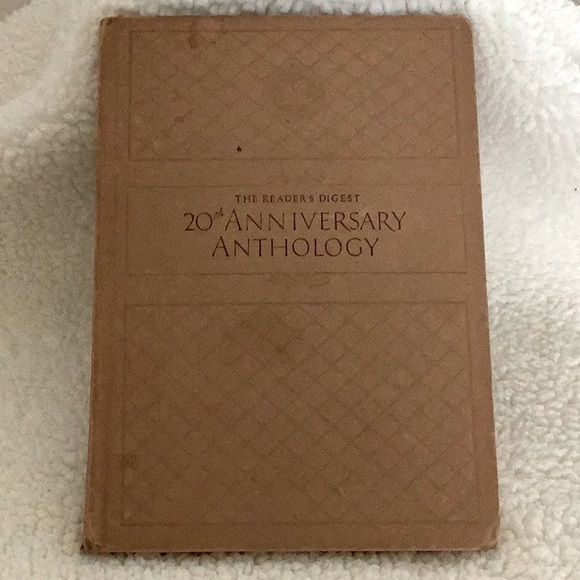 THE READER'S DIGEST
20th ANNIVERSARY
ANTHOLOGY